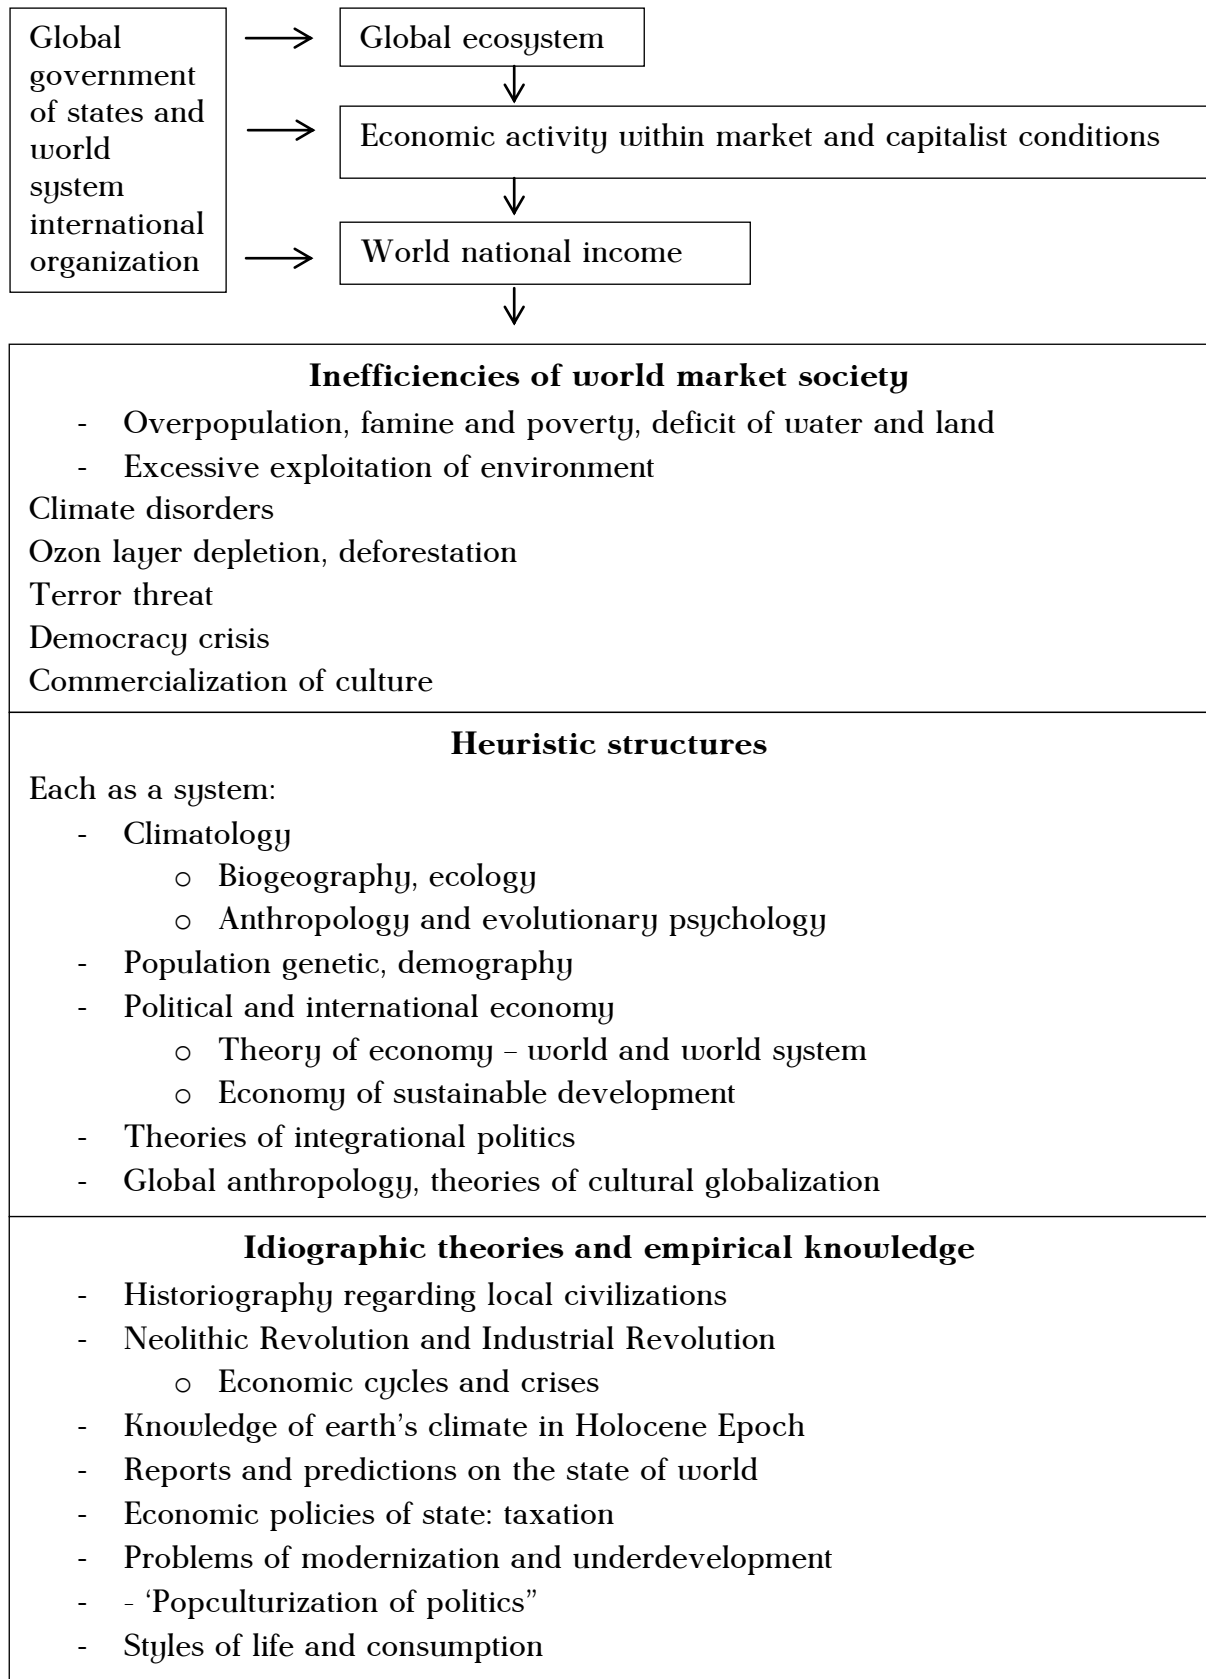 Global
government
of states and
world
system
international
organization
Global ecosystem
Economic activity within market and capitalist conditions
World national income
Inefficiencies of world market society
- Overpopulation, famine and poverty, deficit of water and land
- Excessive exploitation of environment
Climate disorders
Ozon layer depletion, deforestation
Terror threat
Democracy crisis
Commercialization of culture
Heuristic structures
Each as a system:
- Climatology
o Biogeography, ecology
o Anthropology and evolutionary psychology
- Population genetic, demography
- Political and international economy
o Theory of economy – world and world system
o Economy of sustainable development
- Theories of integrational politics
- Global anthropology, theories of cultural globalization
Idiographic theories and empirical knowledge
- Historiography regarding local civilizations
- Neolithic Revolution and Industrial Revolution
o Economic cycles and crises
- Knowledge of earth’s climate in Holocene Epoch
- Reports and predictions on the state of world
- Economic policies of state: taxation
- Problems of modernization and underdevelopment
- - ‘Popculturization of politics”
- Styles of life and consumption